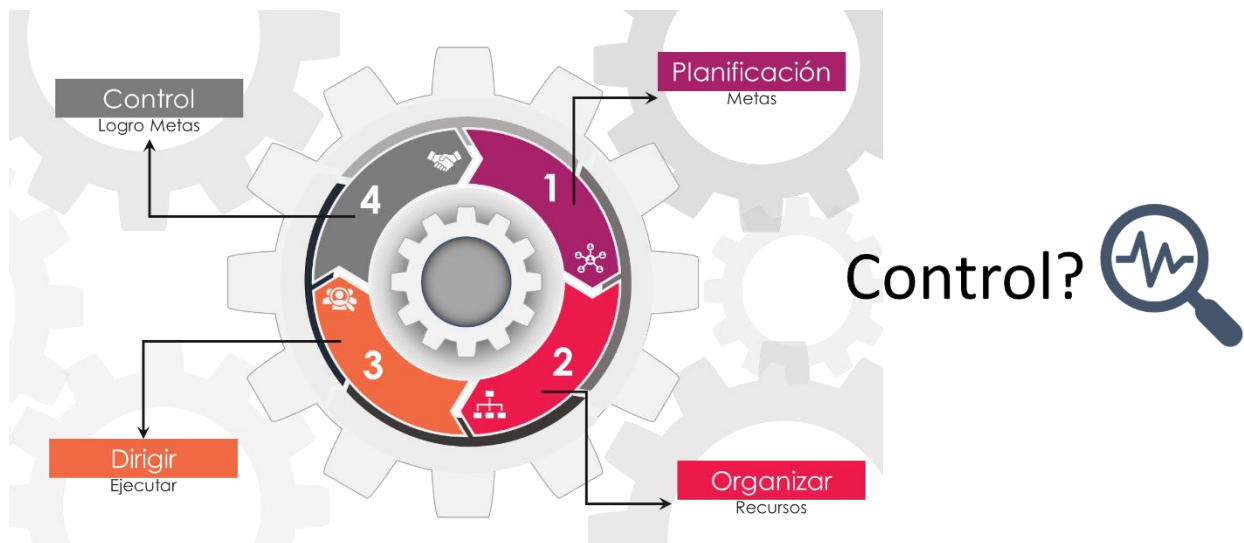 Planificación
Metas
Control
Logro Metas
1
4
Control?
2
3
Dirigir
Ejecutar
Organizar
Recursos